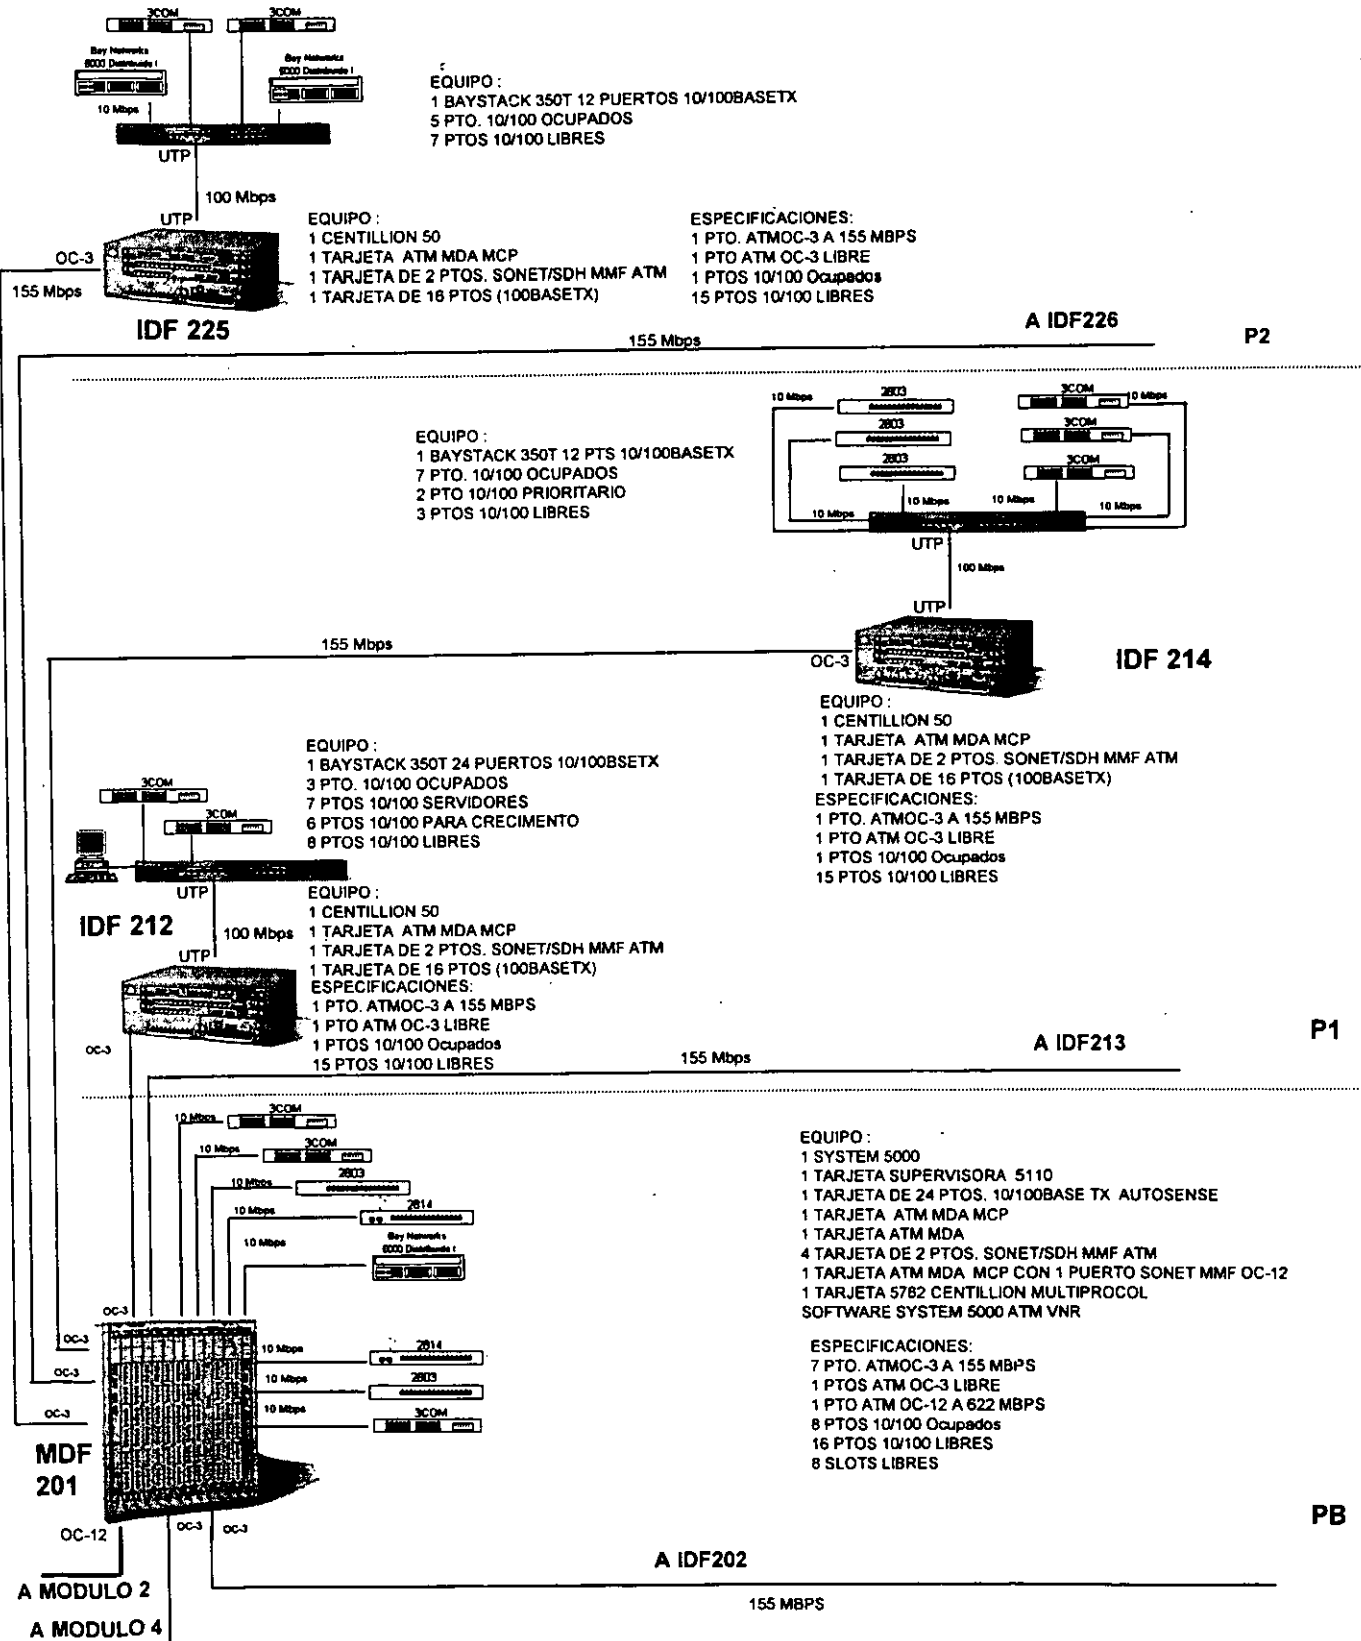 3COM
3COM
Bay Networks
5000 Distribuido I
Bay Networks
5000 Distribuido I
10 Mbps
UTP
EQUIPO :
1 BAYSTACK 350T 12 PUERTOS 10/100BASETX
5 PTO. 10/100 OCUPADOS
7 PTOS 10/100 LIBRES
100 Mbps
UTP
OC-3
155 Mbps
IDF 225
EQUIPO :
1 CENTILLION 50
1 TARJETA ATM MDA MCP
1 TARJETA DE 2 PTOS. SONET/SDH MMF ATM
1 TARJETA DE 16 PTOS (100BASETX)
ESPECIFICACIONES:
1 PTO. ATMOC-3 A 155 MBPS
1 PTO ATM OC-3 LIBRE
1 PTOS 10/100 Ocupados
15 PTOS 10/100 LIBRES
A IDF226
155 Mbps
P2
EQUIPO :
1 BAYSTACK 350T 12 PTS 10/100BASETX
7 PTO. 10/100 OCUPADOS
2 PTO 10/100 PRIORITARIO
3 PTOS 10/100 LIBRES
10 Mbps
2803
3COM
10 Mbps
2803
3COM
2803
3COM
10 Mbps
10 Mbps
10 Mbps
10 Mbps
UTP
100 Mbps
UTP
155 Mbps
OC-3
IDF 214
EQUIPO :
1 CENTILLION 50
1 TARJETA ATM MDA MCP
1 TARJETA DE 2 PTOS. SONET/SDH MMF ATM
1 TARJETA DE 16 PTOS (100BASETX)
ESPECIFICACIONES:
1 PTO. ATMOC-3 A 155 MBPS
1 PTO ATM OC-3 LIBRE
1 PTOS 10/100 Ocupados
15 PTOS 10/100 LIBRES
EQUIPO :
1 BAYSTACK 350T 24 PUERTOS 10/100BSETX
3 PTO. 10/100 OCUPADOS
7 PTOS 10/100 SERVIDORES
6 PTOS 10/100 PARA CRECIMENTO
8 PTOS 10/100 LIBRES
3COM
3COM
UTP
IDF 212
100 Mbps
UTP
EQUIPO :
1 CENTILLION 50
1 TARJETA ATM MDA MCP
1 TARJETA DE 2 PTOS. SONET/SDH MMF ATM
1 TARJETA DE 16 PTOS (100BASETX)
ESPECIFICACIONES:
1 PTO. ATMOC-3 A 155 MBPS
1 PTO ATM OC-3 LIBRE
1 PTOS 10/100 Ocupados
15 PTOS 10/100 LIBRES
OC-3
155 Mbps
A IDF213
P1
10 Mbps
3COM
10 Mbps
3COM
10 Mbps
2803
10 Mbps
2814
10 Mbps
Bay Networks
5000 Distribuido I
OC-3
OC-3
OC-3
OC-3
10 Mbps
2814
10 Mbps
2803
10 Mbps
3COM
MDF
201
EQUIPO :
1 SYSTEM 5000
1 TARJETA SUPERVISORA 5110
1 TARJETA DE 24 PTOS. 10/100BASE TX AUTOSENSE
1 TARJETA ATM MDA MCP
1 TARJETA ATM MDA
4 TARJETA DE 2 PTOS. SONET/SDH MMF ATM
1 TARJETA ATM MDA MCP CON 1 PUERTO SONET MMF OC-12
1 TARJETA 5782 CENTILLION MULTIPROCOL
SOFTWARE SYSTEM 5000 ATM VNR
ESPECIFICACIONES:
7 PTO. ATMOC-3 A 155 MBPS
1 PTOS ATM OC-3 LIBRE
1 PTO ATM OC-12 A 622 MBPS
8 PTOS 10/100 Ocupados
16 PTOS 10/100 LIBRES
8 SLOTS LIBRES
PB
OC-12
OC-3
OC-3
A IDF202
155 MBPS
A MODULO 2
A MODULO 4